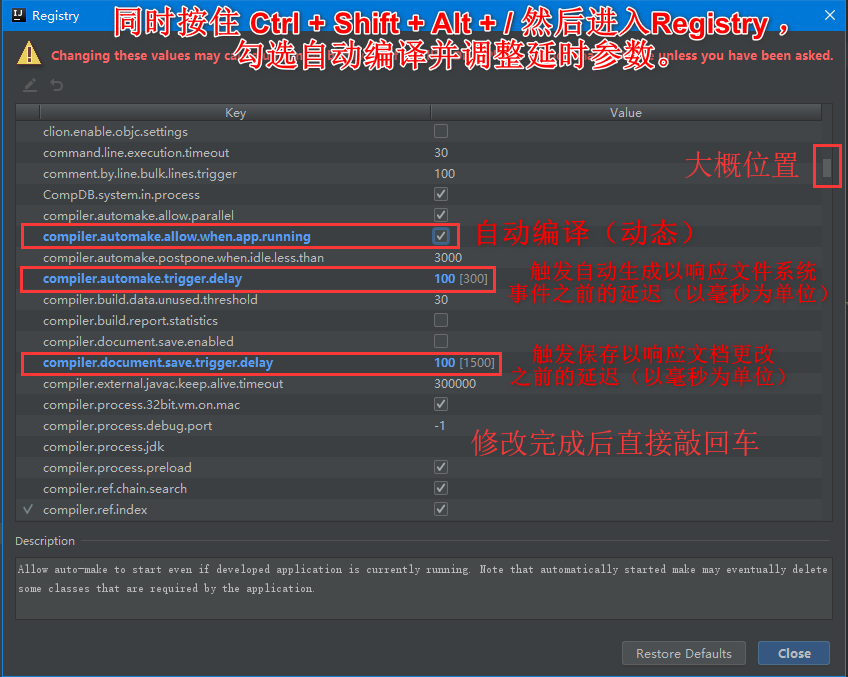 Registry
同时按住 Ctrl + Shift + Alt + / 然后进入Registry ，
勾选自动编译并调整延时参数。
Changing these values may ca
unless you have been asked.
Key Value
clion.enable.objc.settings
command.line.execution.timeout 30
comment.by.line.bulk.lines.trigger 100
大概位置
CompDB.system.in.process
compiler.automake.allow.parallel
compiler.automake.allow.when.app.running
自动编译（动态）
compiler.automake.postpone.when.idle.less.than 3000
compiler.automake.trigger.delay 100 [300]
触发自动生成以响应文件系统
事件之前的延迟（以毫秒为单位）
compiler.build.data.unused.threshold 30
compiler.build.report.statistics
compiler.document.save.enabled
compiler.document.save.trigger.delay 100 [1500]
触发保存以响应文档更改
之前的延迟（以毫秒为单位）
compiler.external.javac.keep.alive.timeout 300000
compiler.process.32bit.vm.on.mac
compiler.process.debug.port -1
修改完成后直接敲回车
compiler.process.jdk
compiler.process.preload
compiler.ref.chain.search
compiler.ref.index
Description
Allow auto-make to start even if developed application is currently running. Note that automatically started make may eventually delete
some classes that are required by the application.
Restore Defaults
Close